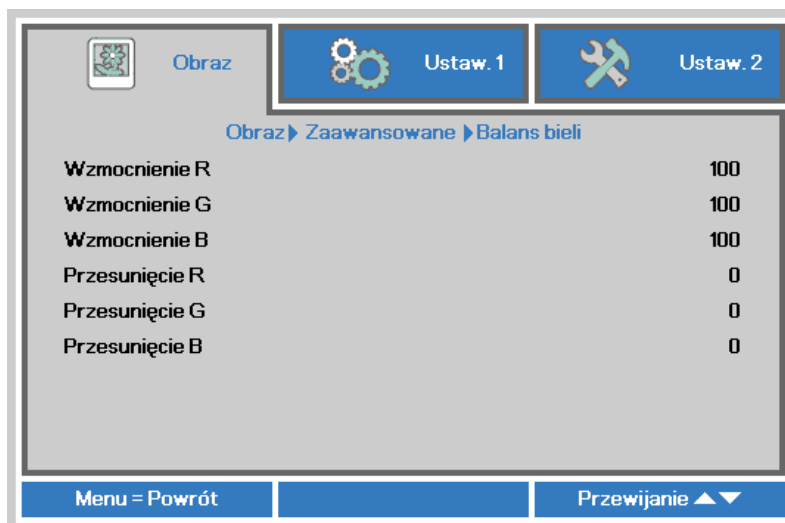 Obraz Ustaw. 1 Ustaw. 2
Obraz▶ Zaawansowane ▶Balans bieli
Wzmocnienie R 100
Wzmocnienie G 100
Wzmocnienie B 100
Przesunięcie R 0
Przesunięcie G 0
Przesunięcie B 0
Menu = Powrót Przewijanie ▲▼